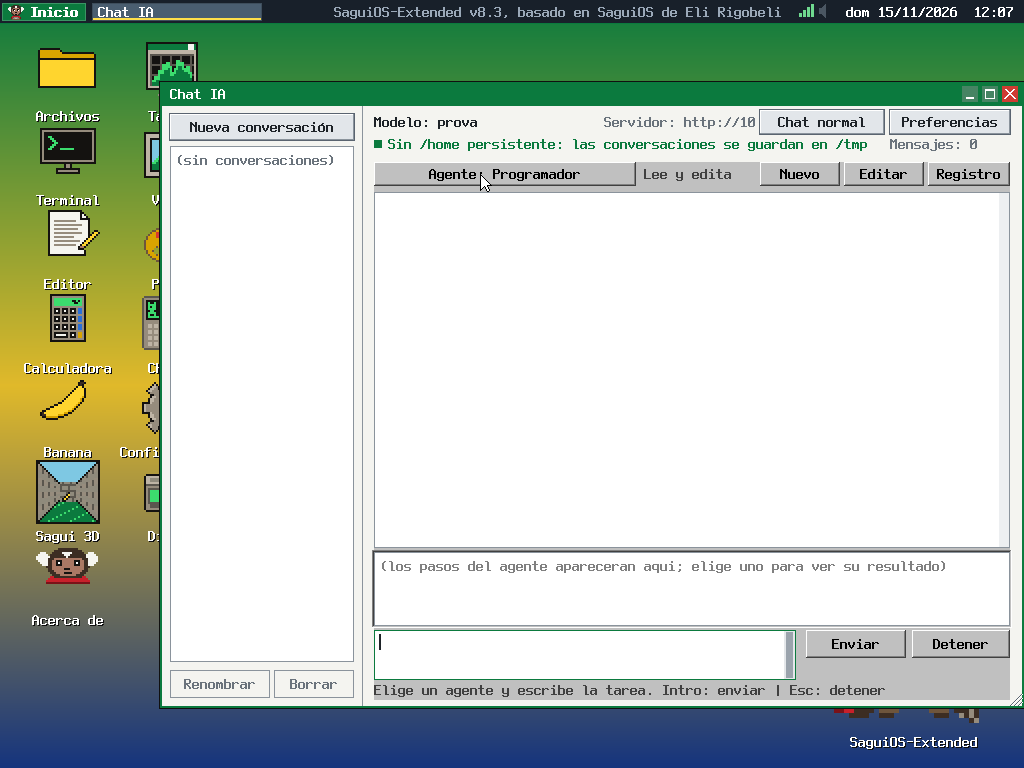 Inicio
Chat IA
SaguiOS-Extended v8.3, basado en SaguiOS de Eli Rigobeli
dom 15/11/2026 12:07
Archivos
Terminal
Editor
Calculadora
Banana
Sagui 3D
Acerca de
Chat IA
Nueva conversación
(sin conversaciones)
Renombrar
Borrar
Modelo: prova
Servidor: http://10
Chat normal
Preferencias
Sin /home persistente: las conversaciones se guardan en /tmp
Mensajes: 0
Agente: Programador
Lee y edita
Nuevo
Editar
Registro
(los pasos del agente apareceran aqui; elige uno para ver su resultado)
Enviar
Detener
Elige un agente y escribe la tarea. Intro: enviar | Esc: detener
SaguiOS-Extended